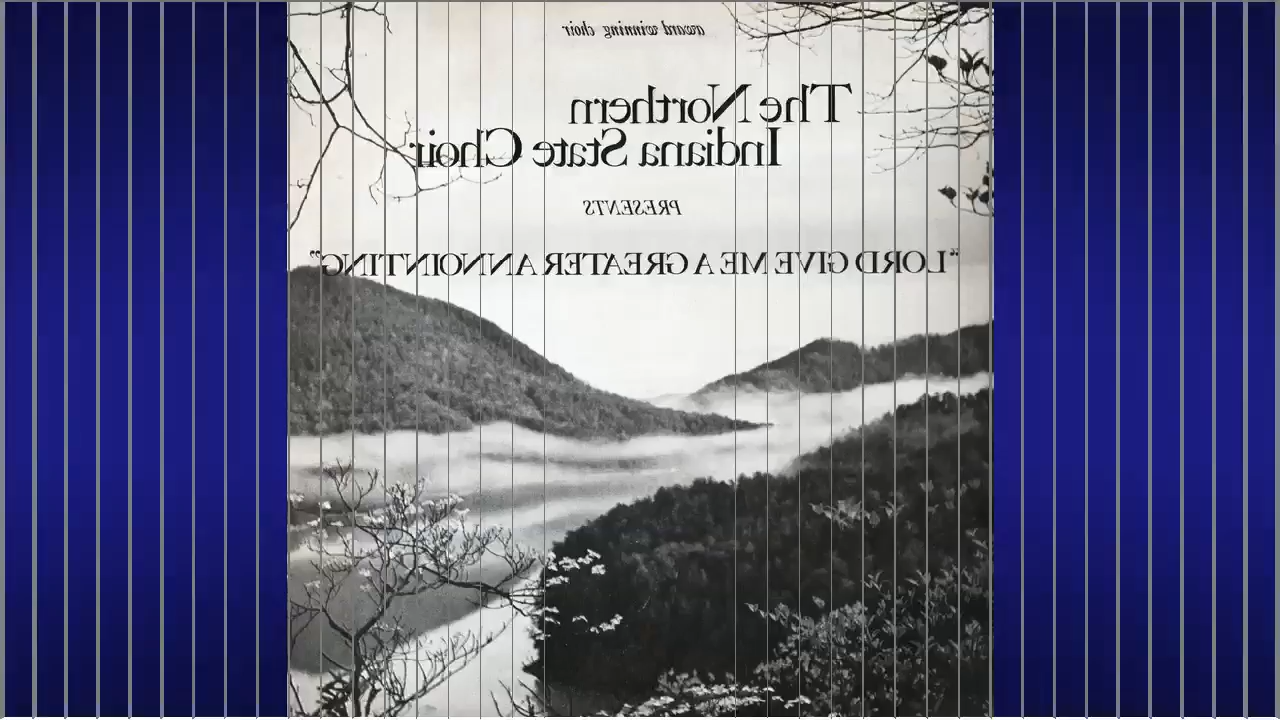 award winning choir
The Northern
Indiana State Choir
PRESENTS
"LORD GIVE ME A GREATER ANNOINTING"